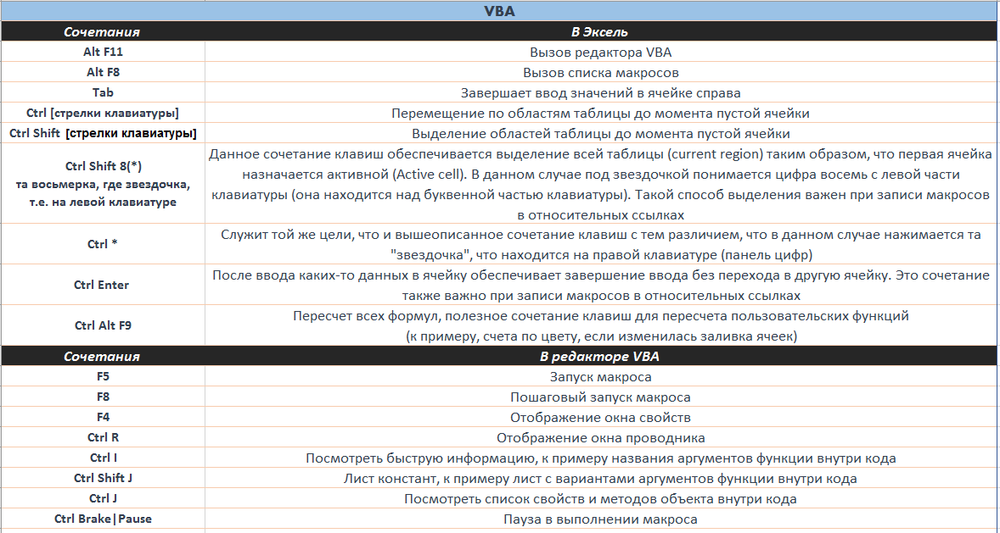 VBA
Сочетания В Эксель
Alt F11 Вызов редактора VBA
Alt F8 Вызов списка макросов
Tab Завершает ввод значений в ячейке справа
Ctrl [стрелки клавиатуры] Перемещение по областям таблицы до момента пустой ячейки
Ctrl Shift [стрелки клавиатуры] Выделение областей таблицы до момента пустой ячейки
Ctrl Shift 8(*)
та восьмерка, где звездочка,
т.е. на левой клавиатуре
Данное сочетание клавиш обеспечивается выделение всей таблицы (current region) таким образом, что первая ячейка
назначается активной (Active cell). В данном случае под звездочкой понимается цифра восемь с левой части
клавиатуры (она находится над буквенной частью клавиатуры). Такой способ выделения важен при записи макросов
в относительных ссылках
Ctrl *
Служит той же цели, что и вышеописанное сочетание клавиш с тем различием, что в данном случае нажимается та
"звездочка", что находится на правой клавиатуре (панель цифр)
Ctrl Enter
После ввода каких-то данных в ячейку обеспечивает завершение ввода без перехода в другую ячейку. Это сочетание
также важно при записи макросов в относительных ссылках
Ctrl Alt F9
Пересчет всех формул, полезное сочетание клавиш для пересчета пользовательских функций
(к примеру, счета по цвету, если изменилась заливка ячеек)
Сочетания В редакторе VBA
F5 Запуск макроса
F8 Пошаговый запуск макроса
F4 Отображение окна свойств
Ctrl R Отображение окна проводника
Ctrl I Посмотреть быструю информацию, к примеру названия аргументов функции внутри кода
Ctrl Shift J Лист констант, к примеру лист с вариантами аргументов функции внутри кода
Ctrl J Посмотреть список свойств и методов объекта внутри кода
Ctrl Brake|Pause Пауза в выполнении макроса